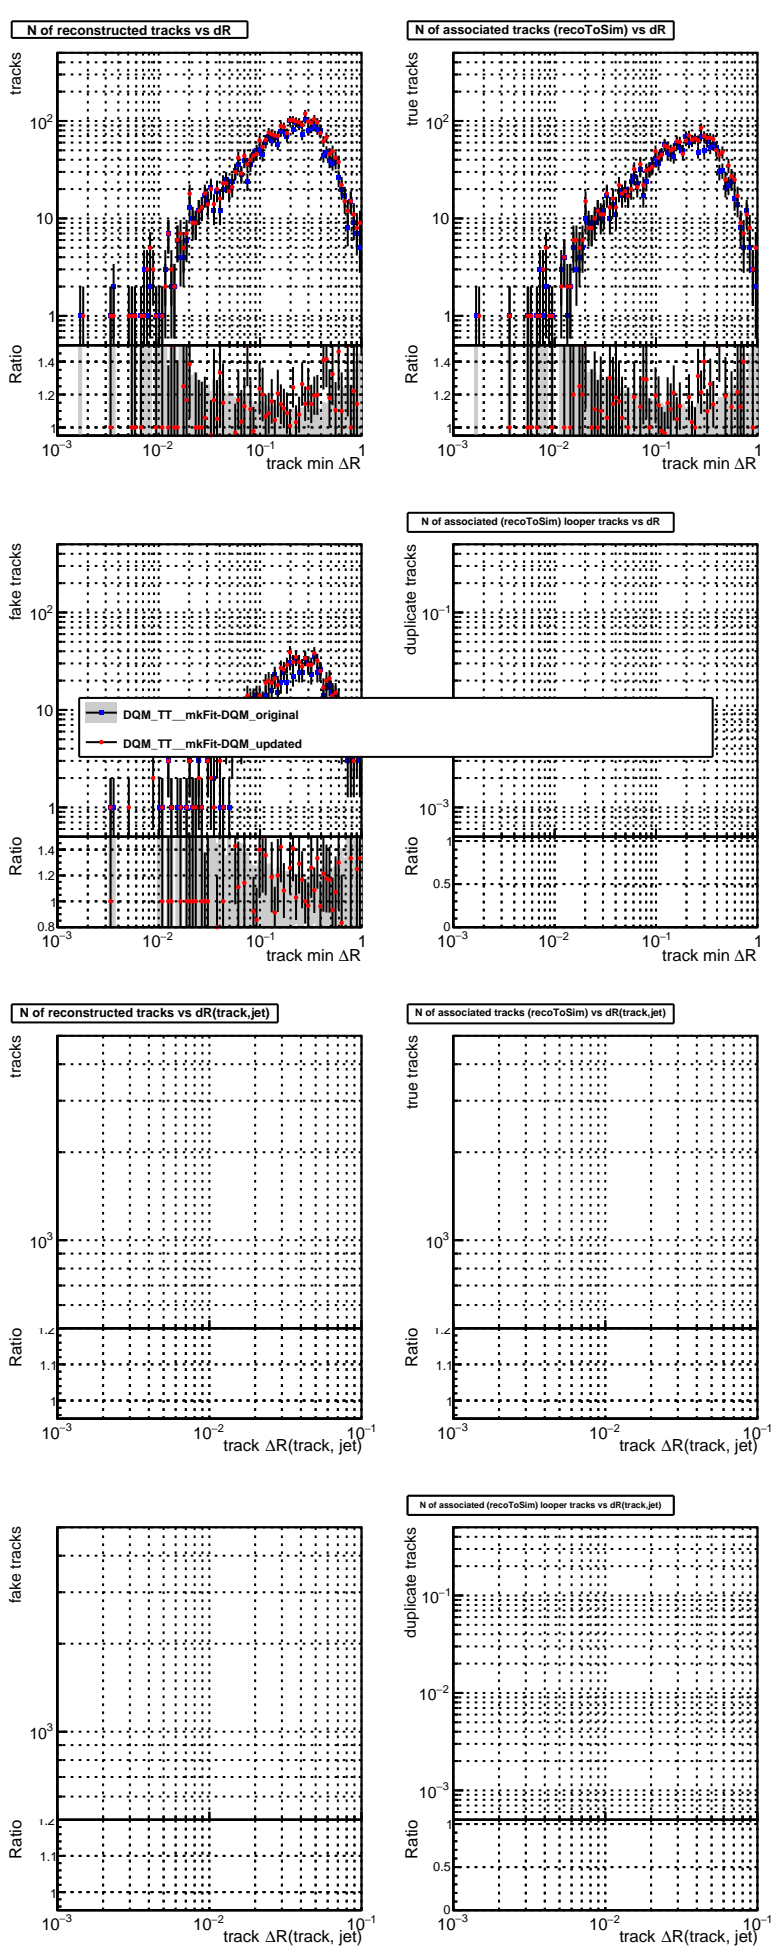 N of reconstructed tracks vs dR
tracks
10²
10
1
Ratio
1.4
1.2
1
10⁻³ 10⁻² 10⁻¹ 1
track min ΔR
N of associated tracks (recoToSim) vs dR
true tracks
10²
10
1
Ratio
1.4
1.2
1
10⁻³ 10⁻² 10⁻¹ 1
track min ΔR
fake tracks
10²
10
1
Ratio
1.4
1.2
1
0.8
10⁻³ 10⁻² 10⁻¹ 1
track min ΔR
N of associated (recoToSim) looper tracks vs dR
duplicate tracks
10⁻¹
10⁻³
Ratio
1
0.5
0
10⁻³ 10⁻² 10⁻¹ 1
track min ΔR
DQM_TT__mkFit-DQM_original
DQM_TT__mkFit-DQM_updated
N of reconstructed tracks vs dR(track,jet)
tracks
10³
Ratio
1.2
1.1
1
10⁻³ 10⁻² 10⁻¹
track ΔR(track, jet)
N of associated tracks (recoToSim) vs dR(track,jet)
true tracks
10³
Ratio
1.2
1.1
1
10⁻³ 10⁻² 10⁻¹
track ΔR(track, jet)
fake tracks
10³
Ratio
1.2
1.1
1
10⁻³ 10⁻² 10⁻¹
track ΔR(track, jet)
N of associated (recoToSim) looper tracks vs dR(track,jet)
duplicate tracks
10⁻¹
10⁻²
10⁻³
Ratio
1
0.5
0
10⁻³ 10⁻² 10⁻¹
track ΔR(track, jet)